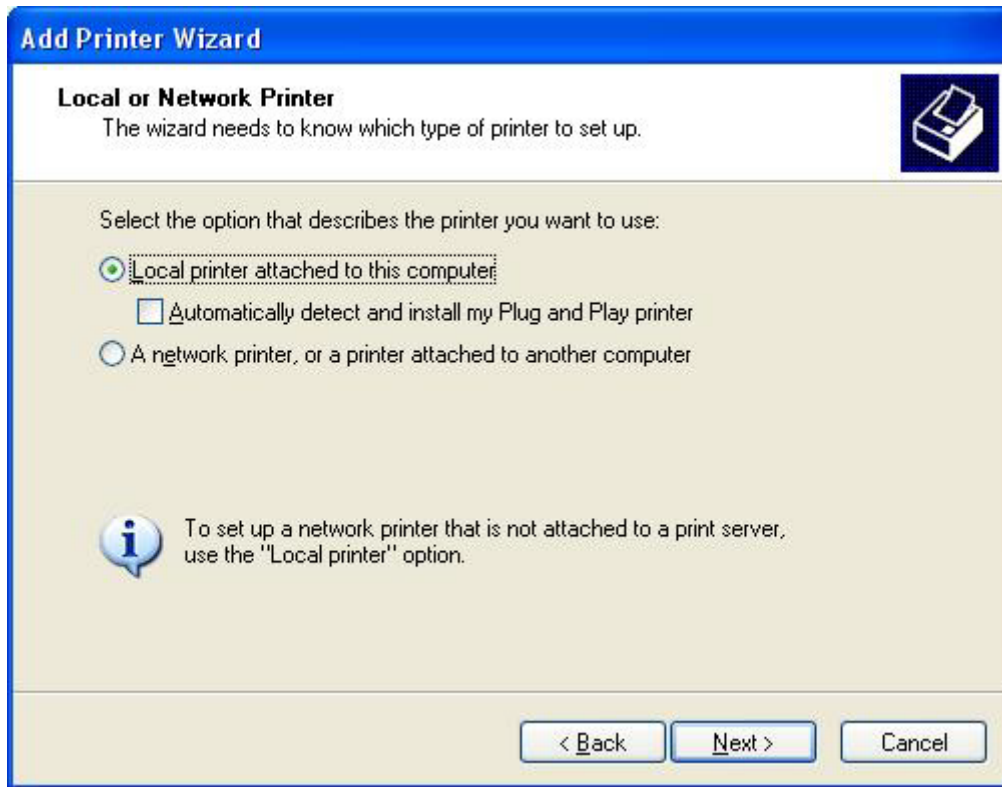 Add Printer Wizard
Local or Network Printer
The wizard needs to know which type of printer to set up.
Select the option that describes the printer you want to use:
Local printer attached to this computer
Automatically detect and install my Plug and Play printer
A network printer, or a printer attached to another computer
To set up a network printer that is not attached to a print server,
use the "Local printer" option.
< Back Next > Cancel